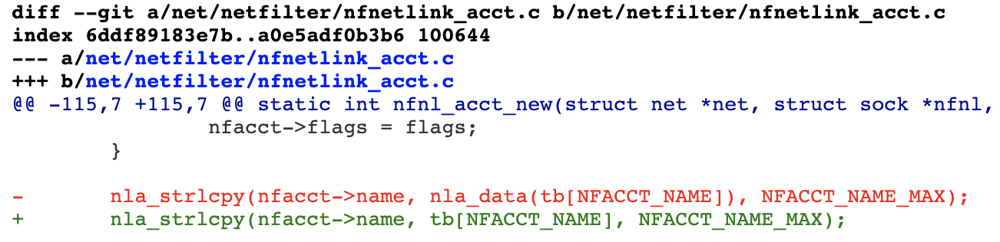 diff --git a/net/netfilter/nfnetlink_acct.c b/net/netfilter/nfnetlink_acct.c
index 6ddf89183e7b..a0e5adf0b3b6 100644
--- a/net/netfilter/nfnetlink_acct.c
+++ b/net/netfilter/nfnetlink_acct.c
@@ -115,7 +115,7 @@ static int nfnl_acct_new(struct net *net, struct sock *nfnl,
                nfacct->flags = flags;
        }
-       nla_strlcpy(nfacct->name, nla_data(tb[NFACCT_NAME]), NFACCT_NAME_MAX);
+       nla_strlcpy(nfacct->name, tb[NFACCT_NAME], NFACCT_NAME_MAX);